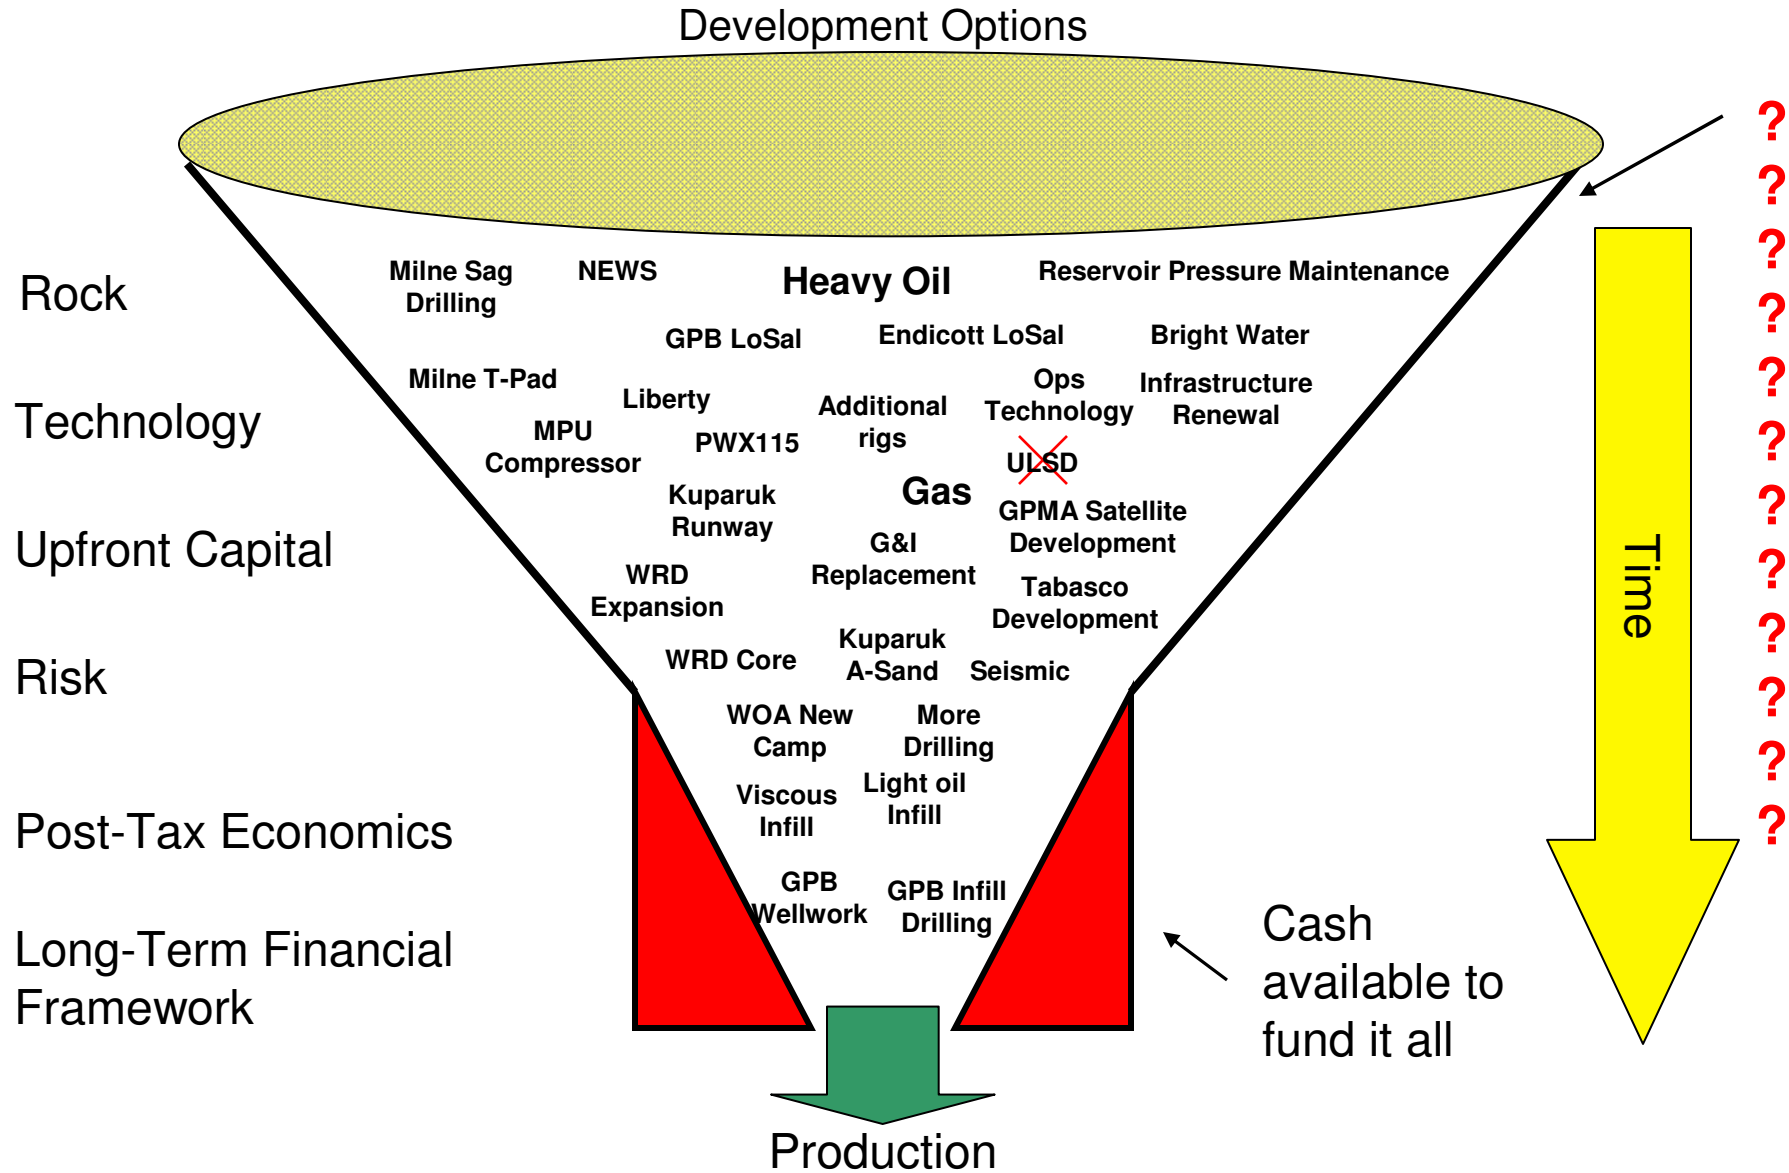 Development Options
?
?
?
?
?
?
?
?
?
?
?
?
Rock
Technology
Upfront Capital
Risk
Post-Tax Economics
Long-Term Financial
Framework
Milne Sag
Drilling
NEWS
Heavy Oil
Reservoir Pressure Maintenance
GPB LoSal
Endicott LoSal
Bright Water
Milne T-Pad
Liberty
Additional
rigs
Ops
Technology
Infrastructure
Renewal
MPU
Compressor
PWX115
ULSD
Kuparuk
Runway
Gas
GPMA Satellite
Development
G&I
Replacement
WRD
Expansion
Tabasco
Development
WRD Core
Kuparuk
A-Sand
Seismic
WOA New
Camp
More
Drilling
Viscous
Infill
Light oil
Infill
GPB
Wellwork
GPB Infill
Drilling
Time
Cash
available to
fund it all
Production